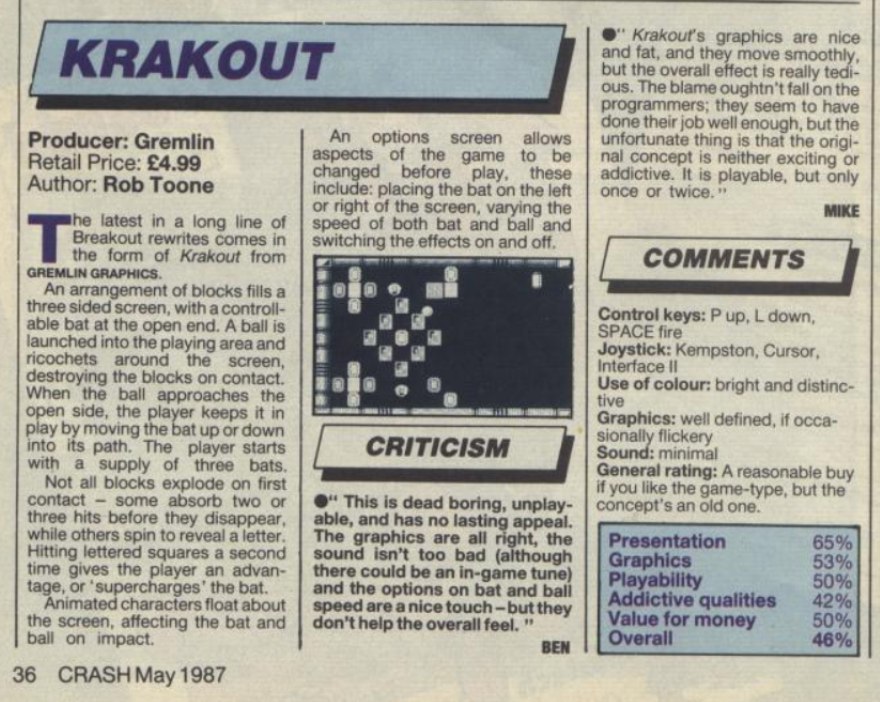 KRAKOUT
Producer: Gremlin
Retail Price: £4.99
Author: Rob Toone
The latest in a long line of
Breakout rewrites comes in
the form of Krakout from
GREMLIN GRAPHICS.
An arrangement of blocks fills a
three sided screen, with a controll-
able bat at the open end. A ball is
launched into the playing area and
ricochets around the screen,
destroying the blocks on contact.
When the ball approaches the
open side, the player keeps it in
play by moving the bat up or down
into its path. The player starts
with a supply of three bats.
Not all blocks explode on first
contact – some absorb two or
three hits before they disappear,
while others spin to reveal a letter.
Hitting lettered squares a second
time gives the player an advan-
tage, or 'supercharges' the bat.
Animated characters float about
the screen, affecting the bat and
ball on impact.
An options screen allows
aspects of the game to be
changed before play, these
include: placing the bat on the left
or right of the screen, varying the
speed of both bat and ball and
switching the effects on and off.
CRITICISM
●" This is dead boring, unplay-
able, and has no lasting appeal.
The graphics are all right, the
sound isn't too bad (although
there could be an in-game tune)
and the options on bat and ball
speed are a nice touch – but they
don't help the overall feel. "
BEN
●" Krakout's graphics are nice
and fat, and they move smoothly,
but the overall effect is really tedi-
ous. The blame oughtn't fall on the
programmers; they seem to have
done their job well enough, but the
unfortunate thing is that the origi-
nal concept is neither exciting or
addictive. It is playable, but only
once or twice. "
MIKE
COMMENTS
Control keys: P up, L down,
SPACE fire
Joystick: Kempston, Cursor,
Interface II
Use of colour: bright and distinc-
tive
Graphics: well defined, if occa-
sionally flickery
Sound: minimal
General rating: A reasonable buy
if you like the game-type, but the
concept's an old one.
Presentation 65%
Graphics 53%
Playability 50%
Addictive qualities 42%
Value for money 50%
Overall 46%
36 CRASH May 1987